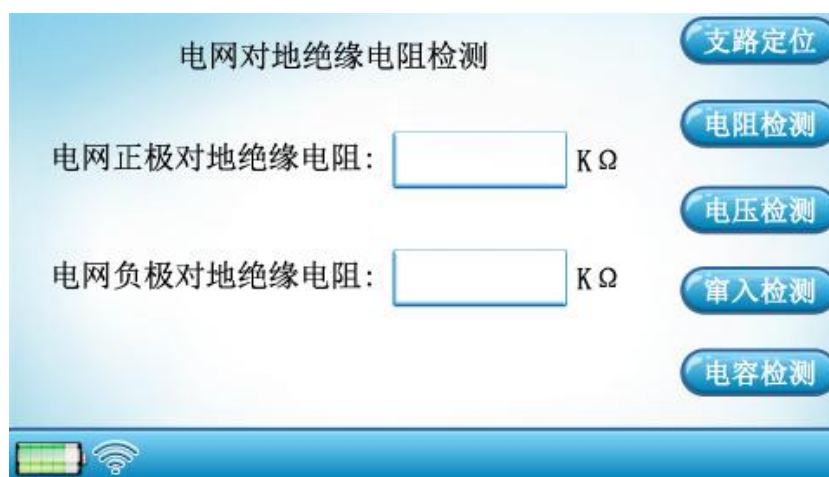 电网对地绝缘电阻检测
电网正极对地绝缘电阻: KΩ
电网负极对地绝缘电阻: KΩ
支路定位
电阻检测
电压检测
窜入检测
电容检测